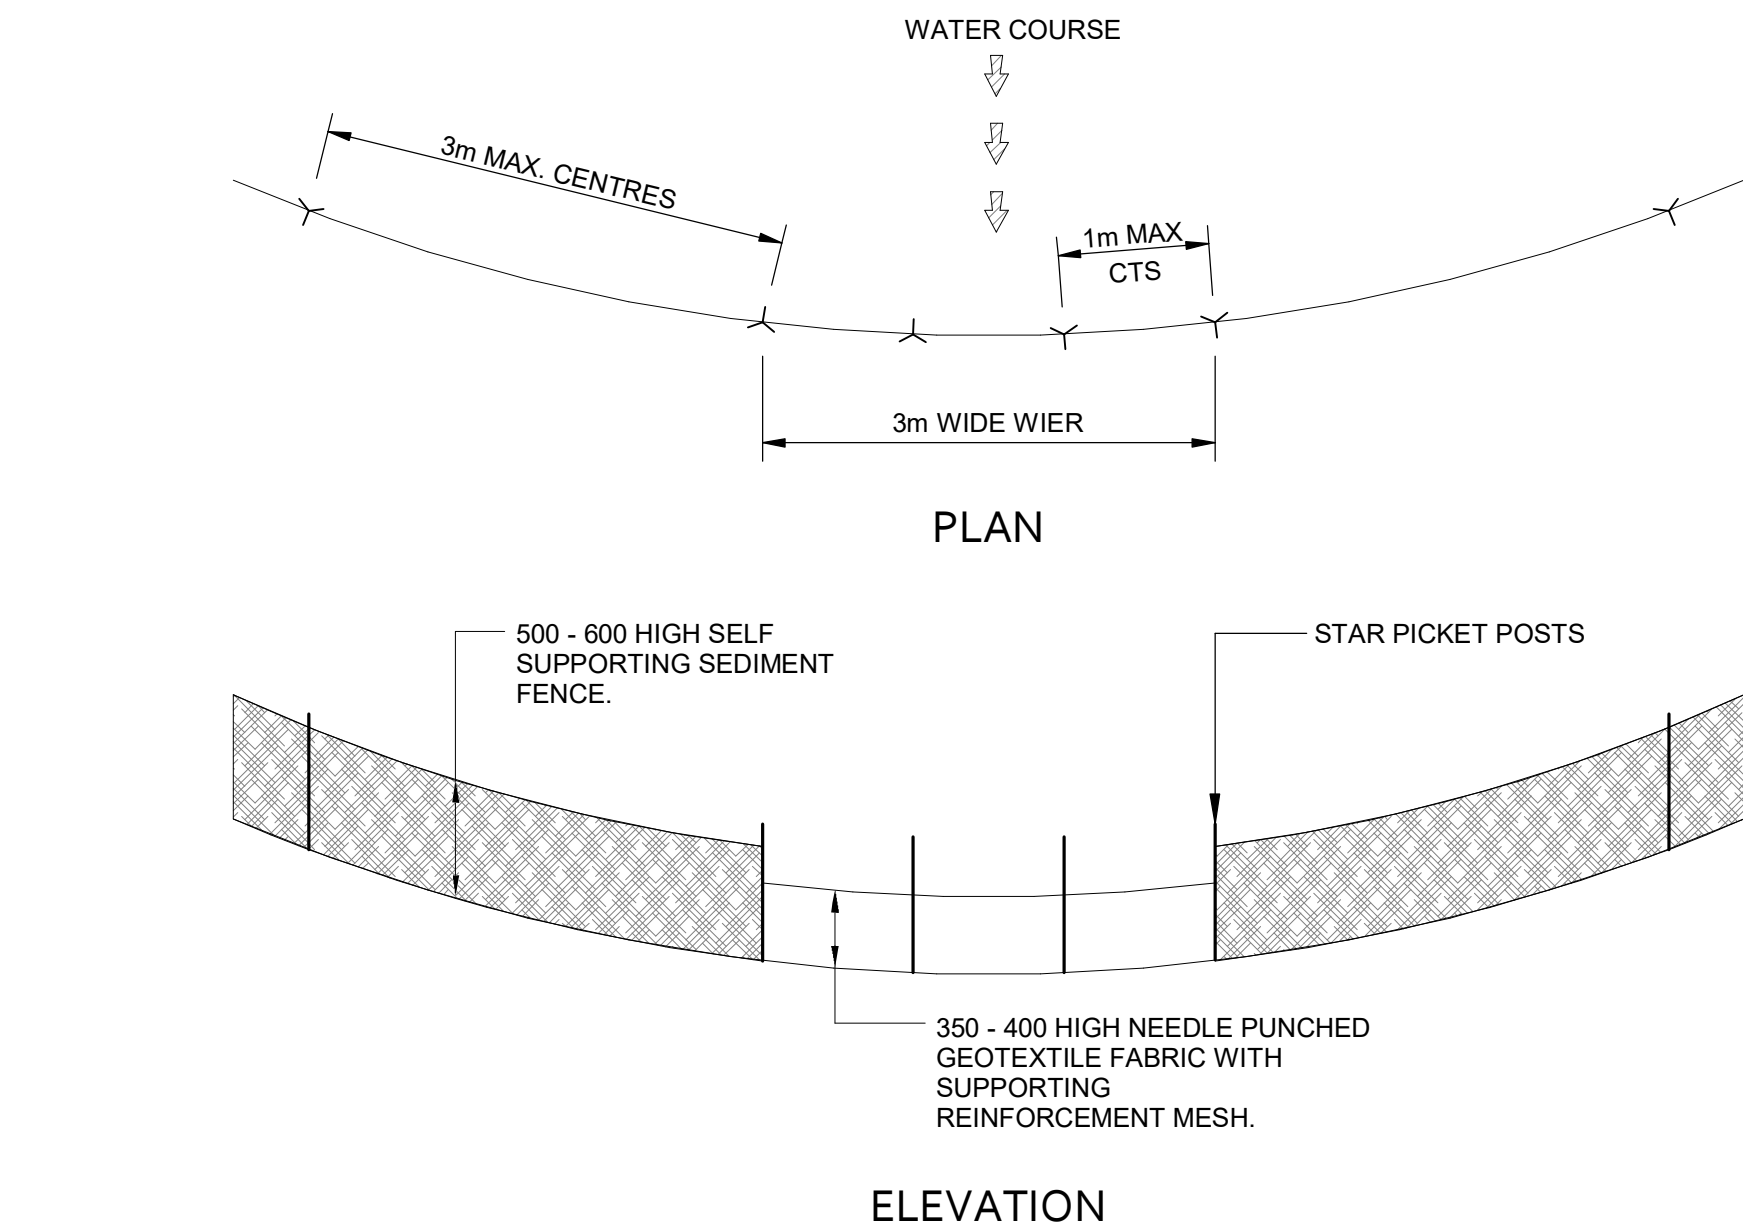 WATER COURSE
3m MAX. CENTRES
1m MAX
CTS
3m WIDE WIER
PLAN
500 - 600 HIGH SELF
SUPPORTING SEDIMENT
FENCE.
STAR PICKET POSTS
350 - 400 HIGH NEEDLE PUNCHED
GEOTEXTILE FABRIC WITH
SUPPORTING
REINFORCEMENT MESH.
ELEVATION